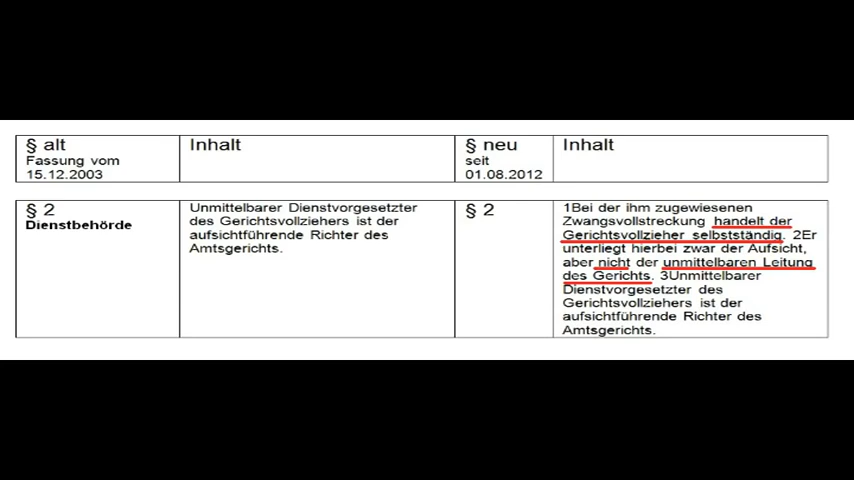 § alt
Fassung vom
15.12.2003
Inhalt
§ neu
seit
01.08.2012
Inhalt
§ 2
Dienstbehörde
Unmittelbarer Dienstvorgesetzter
des Gerichtsvollziehers ist der
aufsichtführende Richter des
Amtsgerichts.
§ 2
1Bei der ihm zugewiesenen
Zwangsvollstreckung handelt der
Gerichtsvollzieher selbstständig. 2Er
unterliegt hierbei zwar der Aufsicht,
aber nicht der unmittelbaren Leitung
des Gerichts. 3Unmittelbarer
Dienstvorgesetzter des
Gerichtsvollziehers ist der
aufsichtführende Richter des
Amtsgerichts.